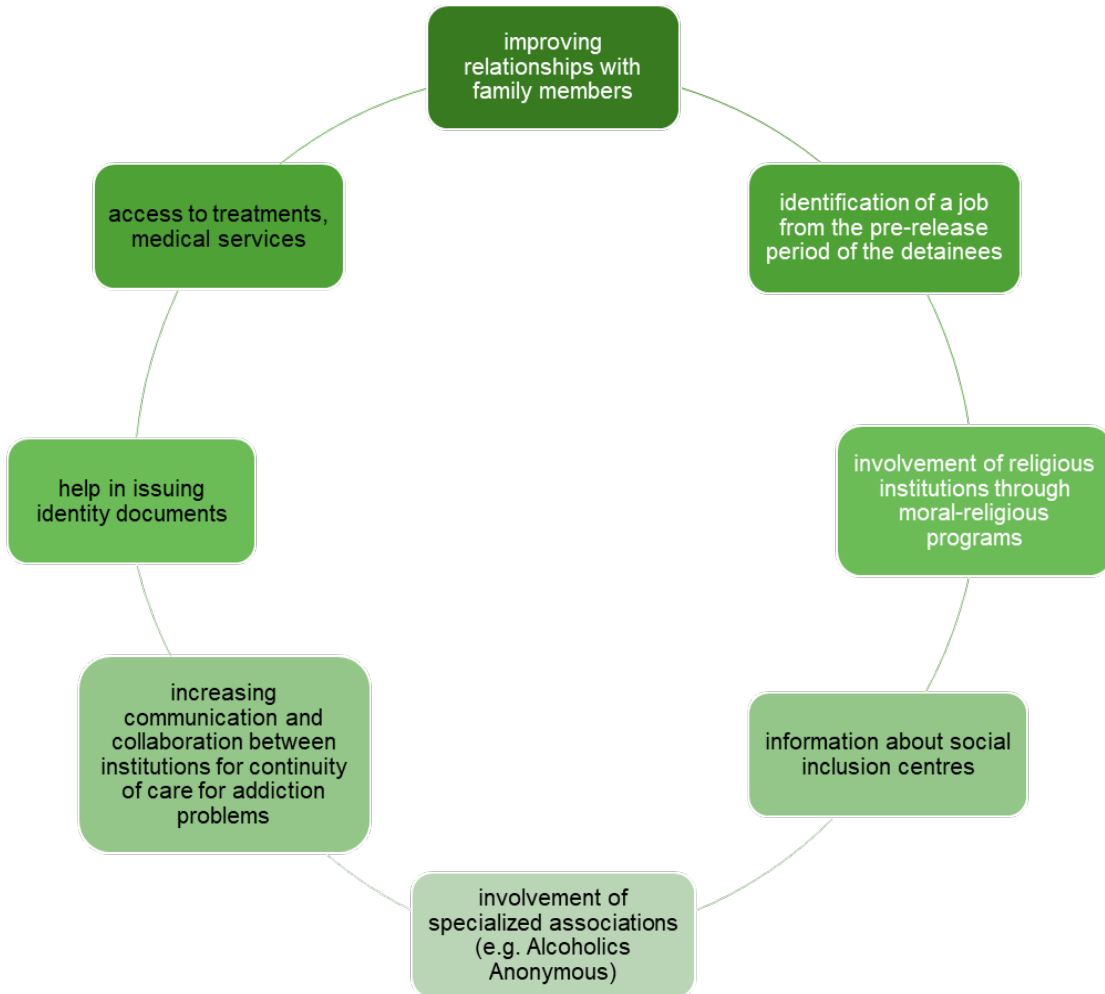 improving
relationships with
family members
identification of a job
from the pre-release
period of the detainees
involvement of religious
institutions through
moral-religious
programs
information about social
inclusion centres
involvement of
specialized associations
(e.g. Alcoholics
Anonymous)
increasing
communication and
collaboration between
institutions for continuity
of care for addiction
problems
help in issuing
identity documents
access to treatments,
medical services